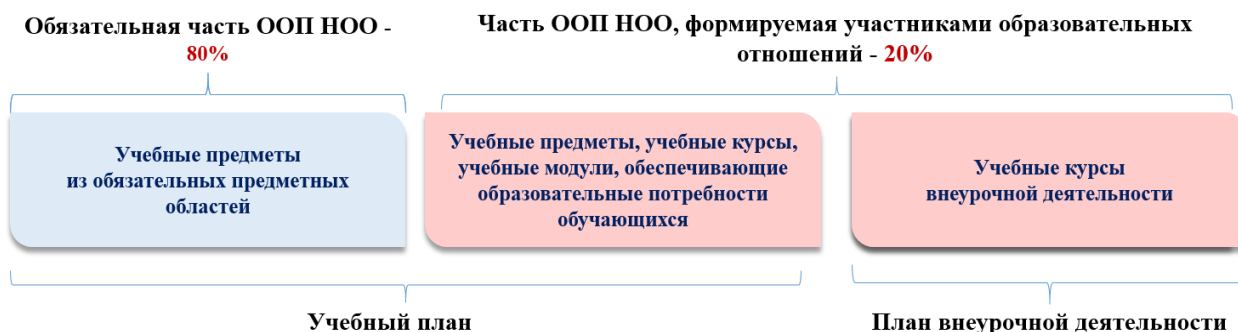 Обязательная часть ООП НОО -
80%
Часть ООП НОО, формируемая участниками образовательных
отношений - 20%
Учебные предметы
из обязательных предметных
областей
Учебные предметы, учебные курсы,
учебные модули, обеспечивающие
образовательные потребности
обучающихся
Учебные курсы
внеурочной деятельности
Учебный план
План внеурочной деятельности